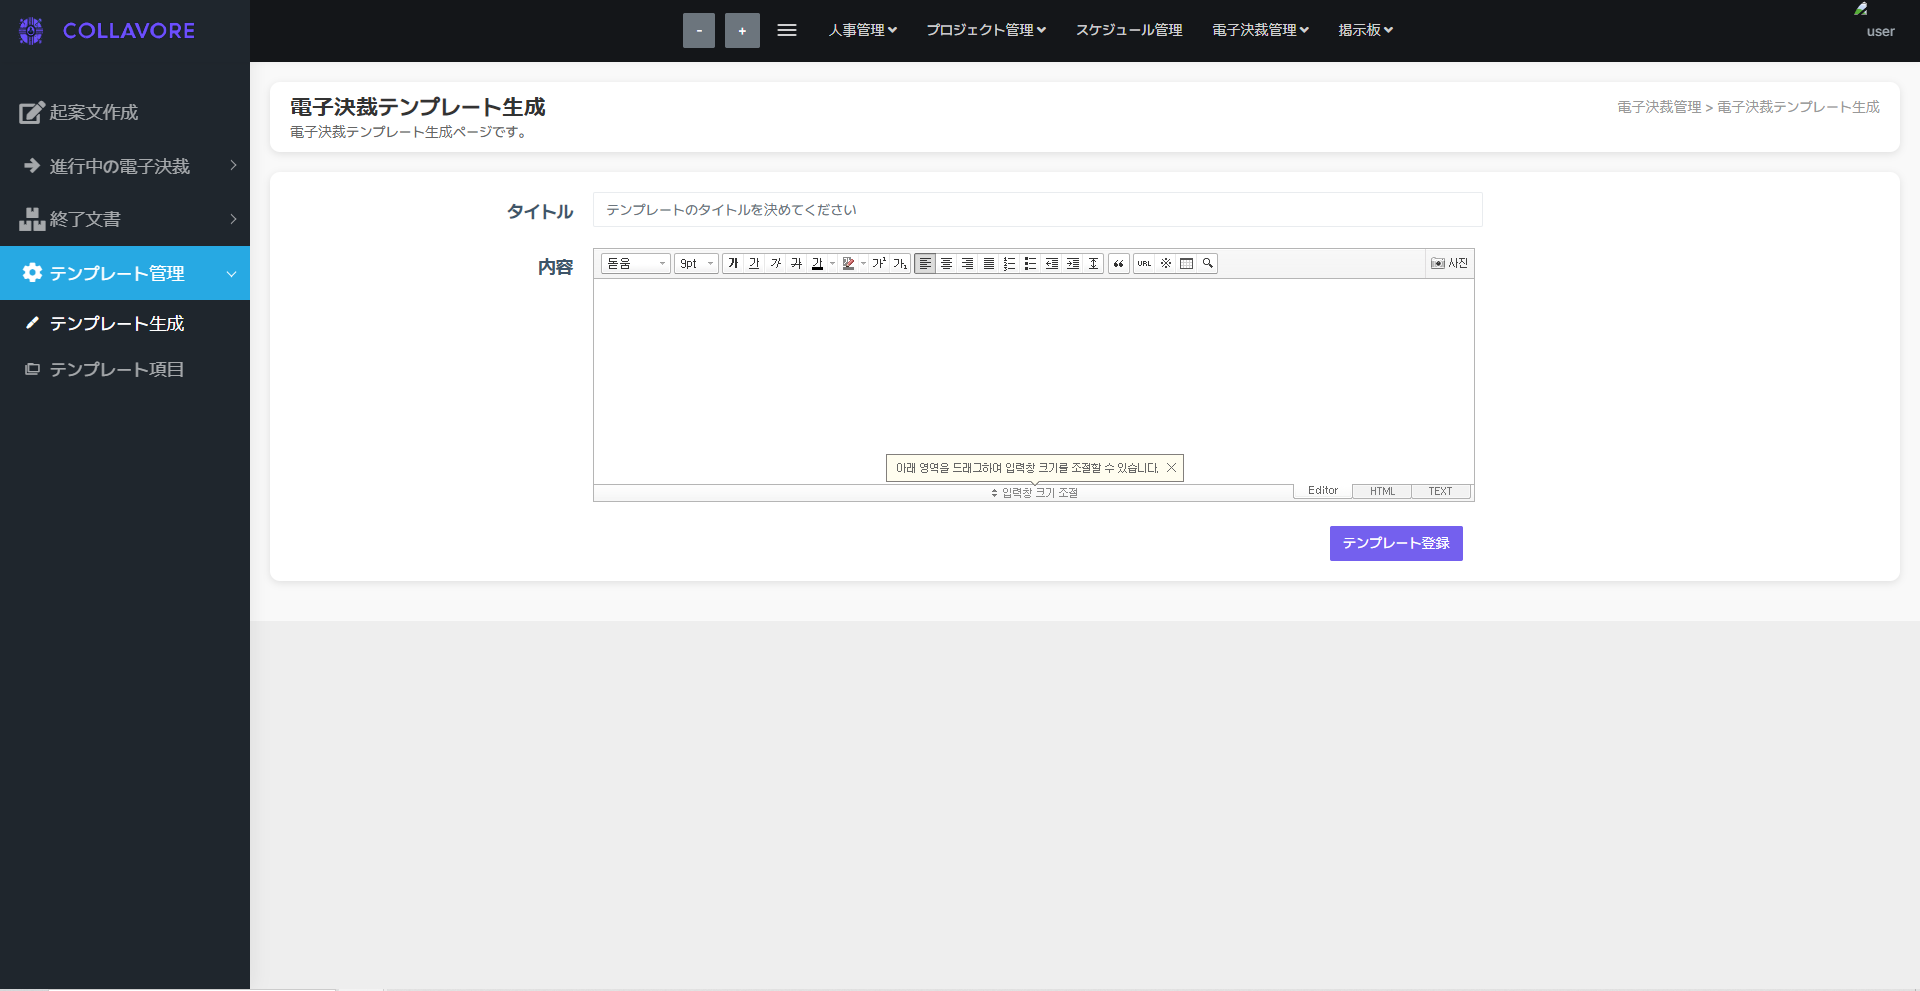 COLLAVORE
- + 人事管理 プロジェクト管理 スケジュール管理 電子決裁管理 掲示板
user
起案文作成
進行中の電子決裁
終了文書
テンプレート管理
テンプレート生成
テンプレート項目
電子決裁テンプレート生成
電子決裁テンプレート生成ページです。
電子決裁管理 > 電子決裁テンプレート生成
タイトル
テンプレートのタイトルを決めてください
内容
돋움 9pt 가 가 가 가 가 가² 가₂ URL 사진
아래 영역을 드래그하여 입력창 크기를 조절할 수 있습니다.
입력창 크기 조절
Editor HTML TEXT
テンプレート登録